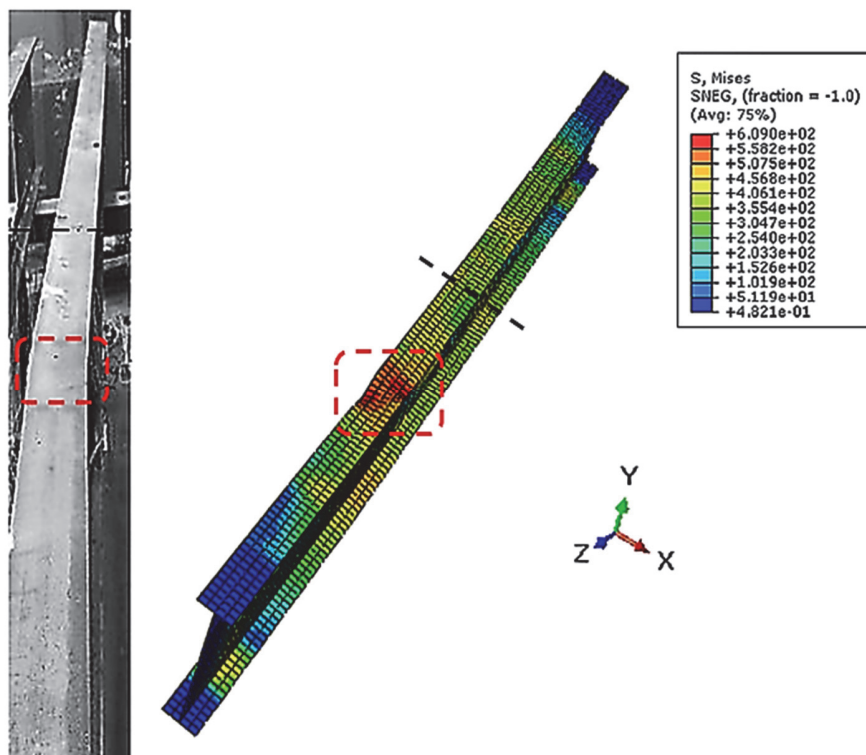 S, Mises
SNEG, (fraction = -1.0)
(Avg: 75%)
+6.090e+02
+5.582e+02
+5.075e+02
+4.568e+02
+4.061e+02
+3.554e+02
+3.047e+02
+2.540e+02
+2.033e+02
+1.526e+02
+1.019e+02
+5.119e+01
+4.821e-01
Y
Z
X